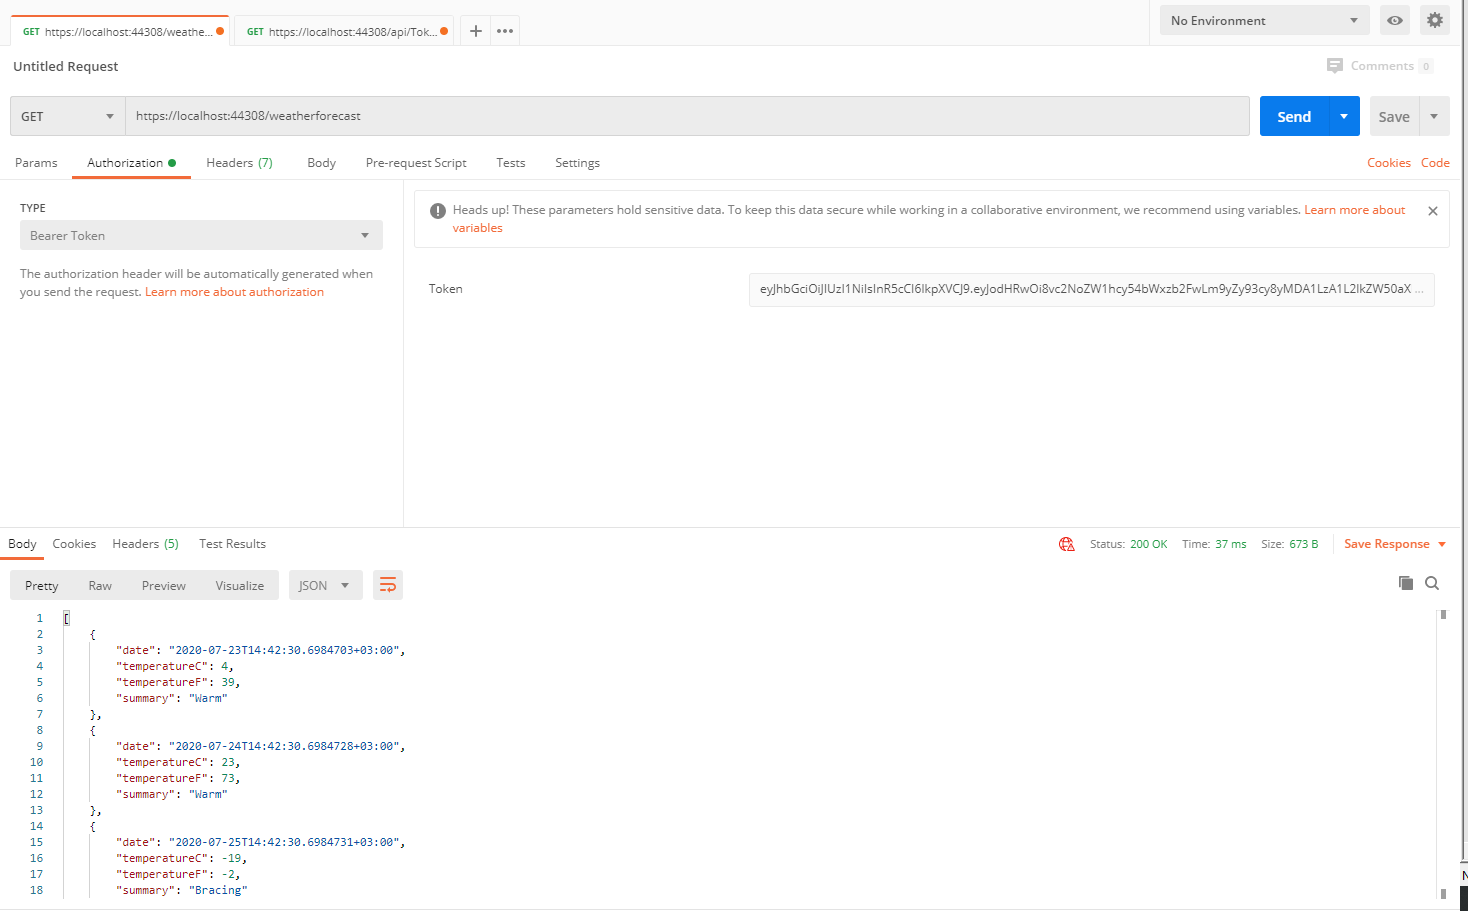 GET https://localhost:44308/weathe...
GET https://localhost:44308/api/Tok...
No Environment
Untitled Request
Comments 0
GET
https://localhost:44308/weatherforecast
Send
Save
Params
Authorization
Headers (7)
Body
Pre-request Script
Tests
Settings
Cookies
Code
TYPE
Bearer Token
The authorization header will be automatically generated when
you send the request. Learn more about authorization
Heads up! These parameters hold sensitive data. To keep this data secure while working in a collaborative environment, we recommend using variables. Learn more about
variables
Token
eyJhbGciOiJIUzI1NiIsInR5cCI6IkpXVCJ9.eyJodHRwOi8vc2NoZW1hcy54bWxzb2FwLm9yZy93cy8yMDA1LzA1L2lkZW50aX ...
Body
Cookies
Headers (5)
Test Results
Status: 200 OK
Time: 37 ms
Size: 673 B
Save Response
Pretty
Raw
Preview
Visualize
JSON
1 [
2 {
3 "date": "2020-07-23T14:42:30.6984703+03:00",
4 "temperatureC": 4,
5 "temperatureF": 39,
6 "summary": "Warm"
7 },
8 {
9 "date": "2020-07-24T14:42:30.6984728+03:00",
10 "temperatureC": 23,
11 "temperatureF": 73,
12 "summary": "Warm"
13 },
14 {
15 "date": "2020-07-25T14:42:30.6984731+03:00",
16 "temperatureC": -19,
17 "temperatureF": -2,
18 "summary": "Bracing"